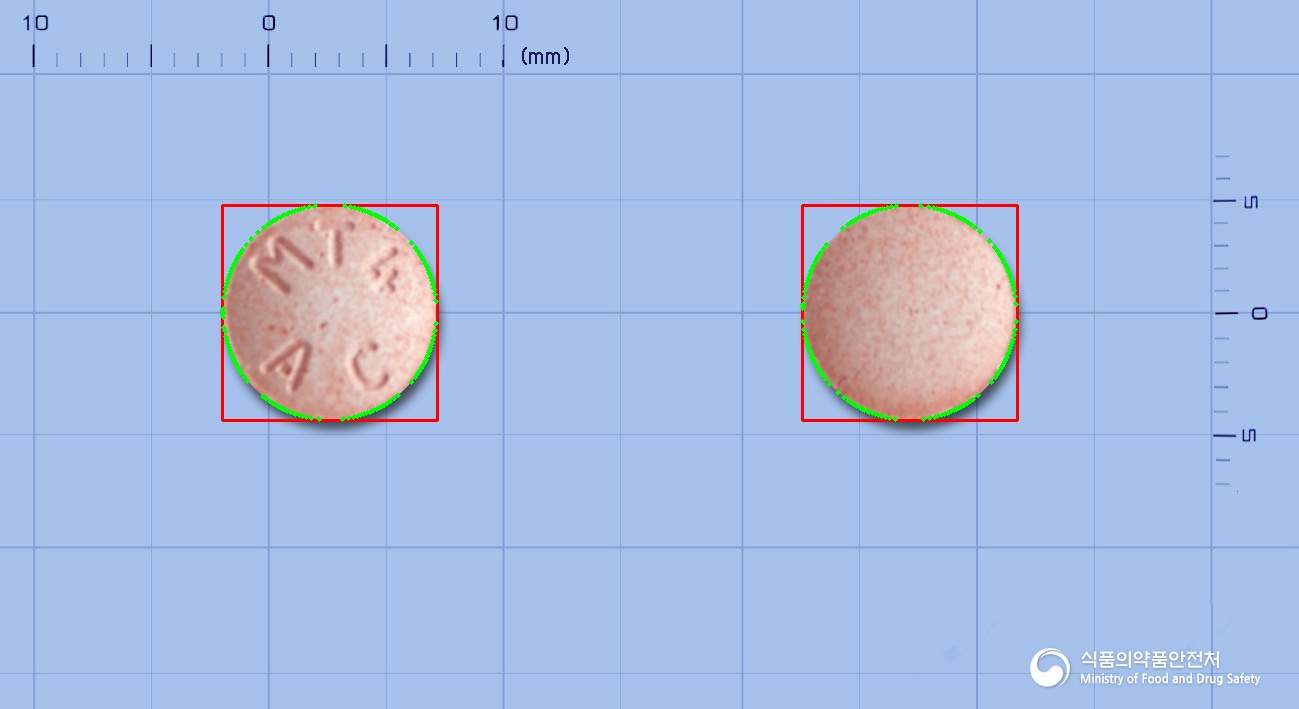 10 0 10
(mm)
MT4
AC
5
0
5
식품의약품안전처
Ministry of Food and Drug Safety